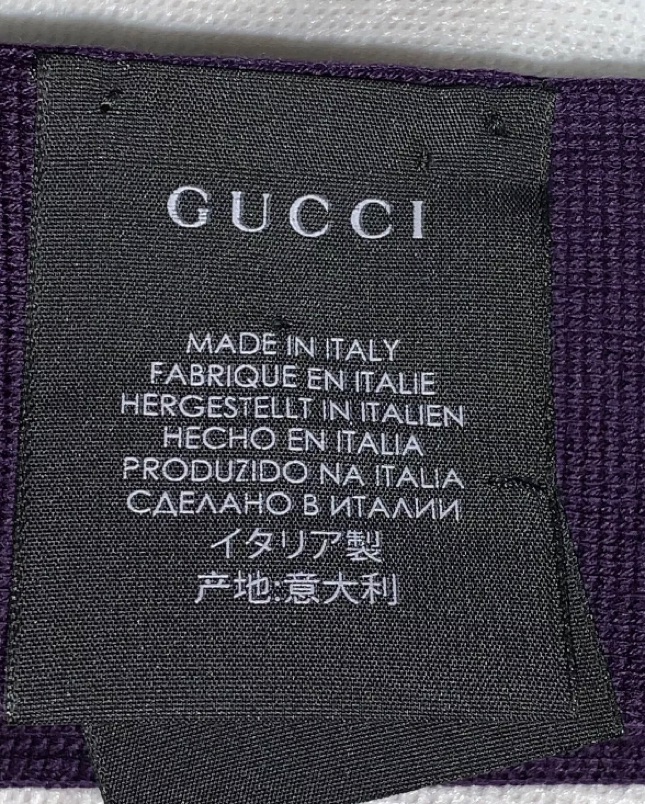 GUCCI
MADE IN ITALY
FABRIQUE EN ITALIE
HERGESTELLT IN ITALIEN
HECHO EN ITALIA
PRODUZIDO NA ITALIA
СДЕЛАНО В ИТАЛИИ
イタリア製
产地:意大利